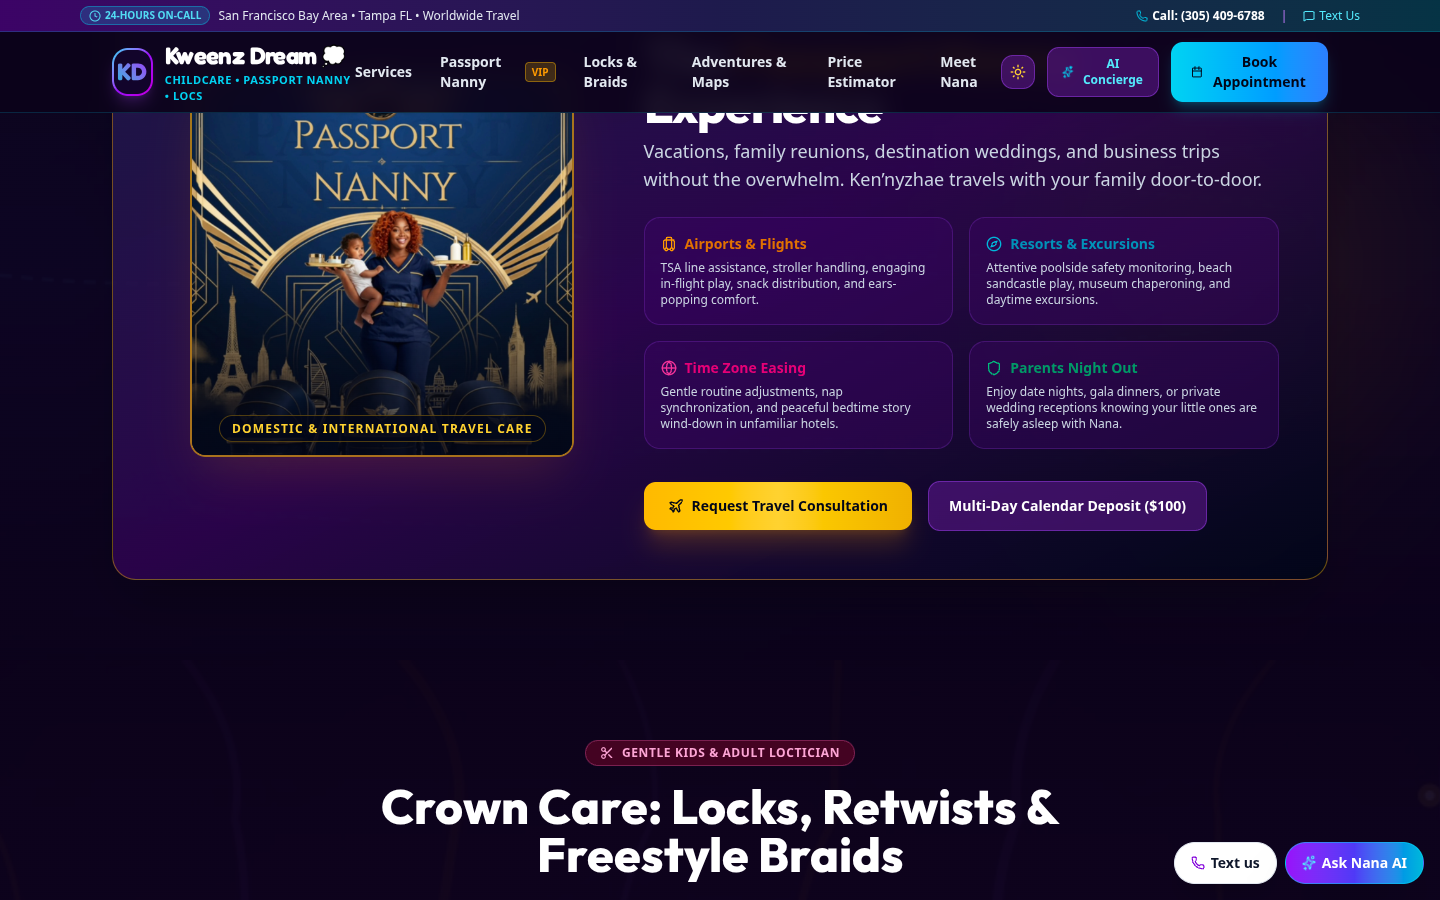 24-HOURS ON-CALL
San Francisco Bay Area • Tampa FL • Worldwide Travel
Call: (305) 409-6788
|
Text Us
KD
Kweenz Dream 💭
CHILDCARE • PASSPORT NANNY
• LOCS
Services
Passport
Nanny
VIP
Locks &
Braids
Adventures &
Maps
Price
Estimator
Meet
Nana
AI
Concierge
Book
Appointment
PASSPORT
NANNY
DOMESTIC & INTERNATIONAL TRAVEL CARE
Experience
Vacations, family reunions, destination weddings, and business trips
without the overwhelm. Ken’nyzhae travels with your family door-to-door.
Airports & Flights
TSA line assistance, stroller handling, engaging
in-flight play, snack distribution, and ears-
popping comfort.
Resorts & Excursions
Attentive poolside safety monitoring, beach
sandcastle play, museum chaperoning, and
daytime excursions.
Time Zone Easing
Gentle routine adjustments, nap
synchronization, and peaceful bedtime story
wind-down in unfamiliar hotels.
Parents Night Out
Enjoy date nights, gala dinners, or private
wedding receptions knowing your little ones are
safely asleep with Nana.
Request Travel Consultation
Multi-Day Calendar Deposit ($100)
GENTLE KIDS & ADULT LOCTICIAN
Crown Care: Locks, Retwists &
Freestyle Braids
Text us
Ask Nana AI